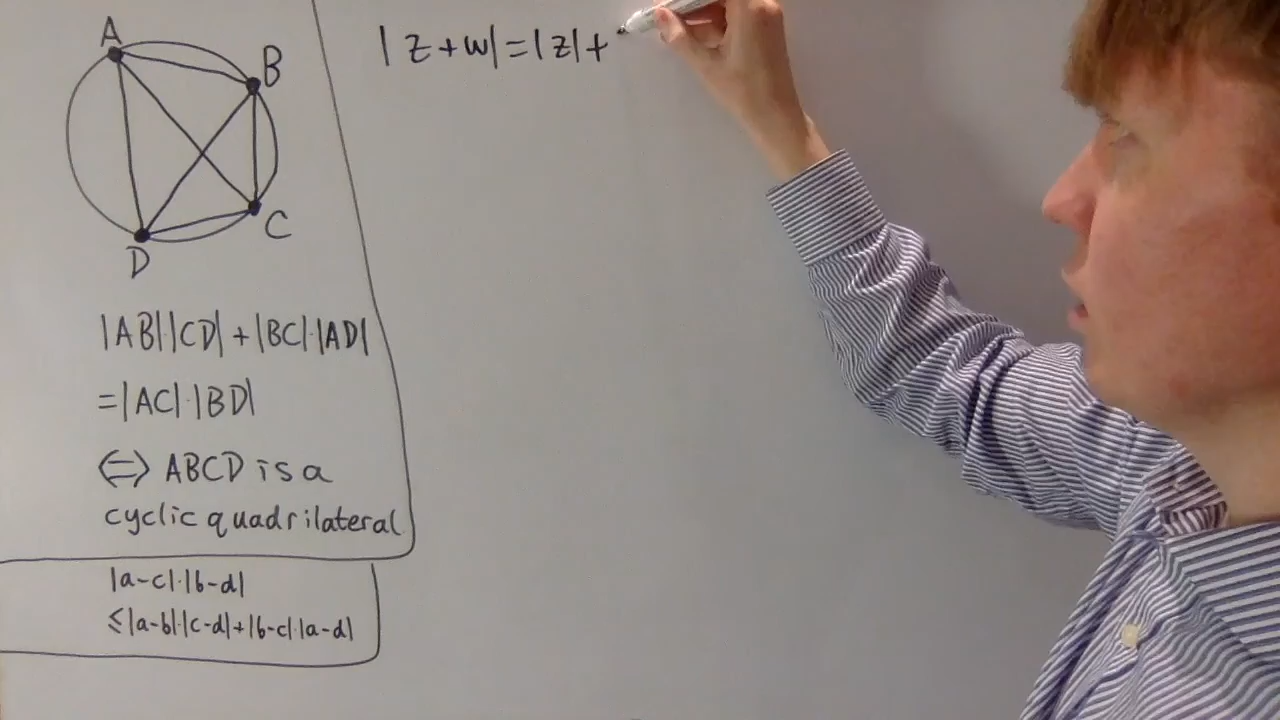 A
B
C
D
|AB|·|CD|+|BC|·|AD|
=|AC|·|BD|
⇔ ABCD is a
cyclic quadrilateral
|a-c|·|b-d|
≤|a-b|·|c-d|+|b-c|·|a-d|
|z+w|=|z|+